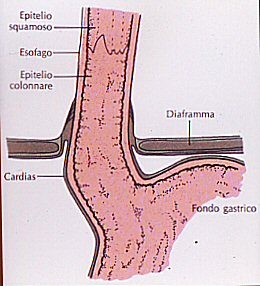 Epitelio
squamoso
Esofago
Epitelio
colonnare
Diaframma
Cardias
Fondo gastrico